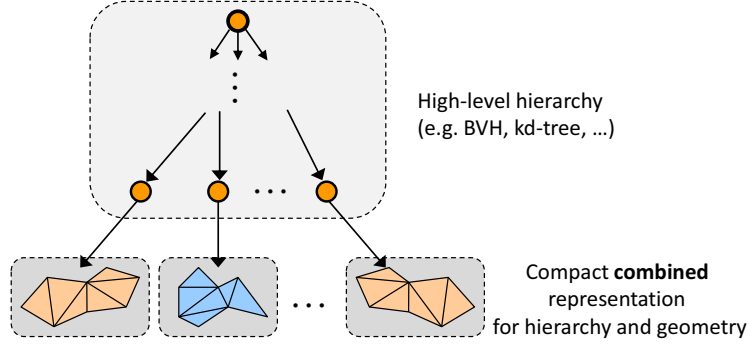 High-level hierarchy
(e.g. BVH, kd-tree, …)
Compact combined
representation
for hierarchy and geometry